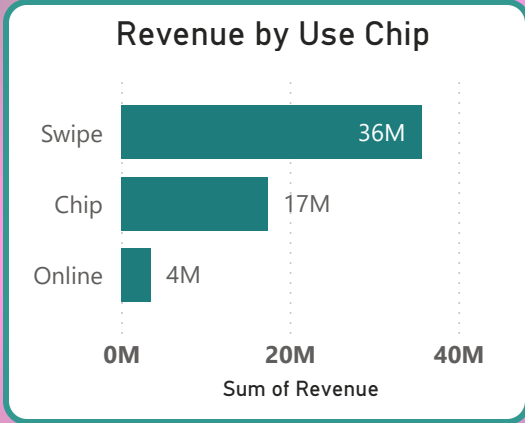 Revenue by Use Chip
Swipe 36M
Chip 17M
Online 4M
0M 20M 40M
Sum of Revenue